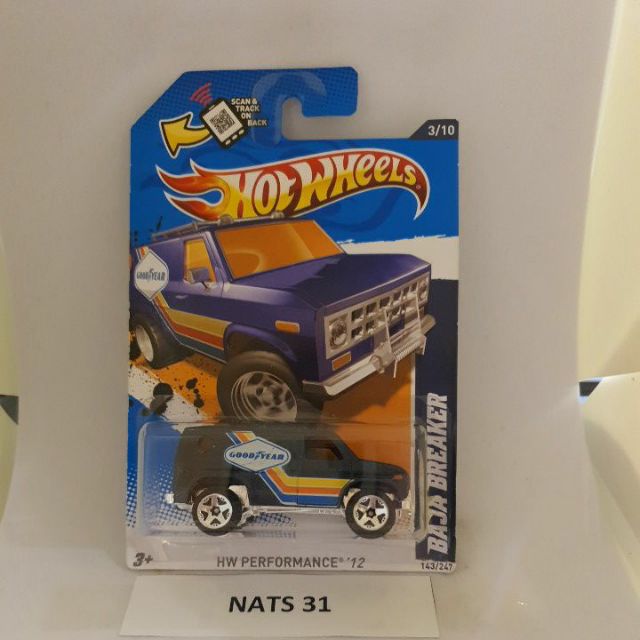 SCAN &
TRACK
ON
BACK
3/10
HOT WHEELS
GOODYEAR
BAJA BREAKER
GOODYEAR
3+
HW PERFORMANCE® '12
143/247
NATS 31